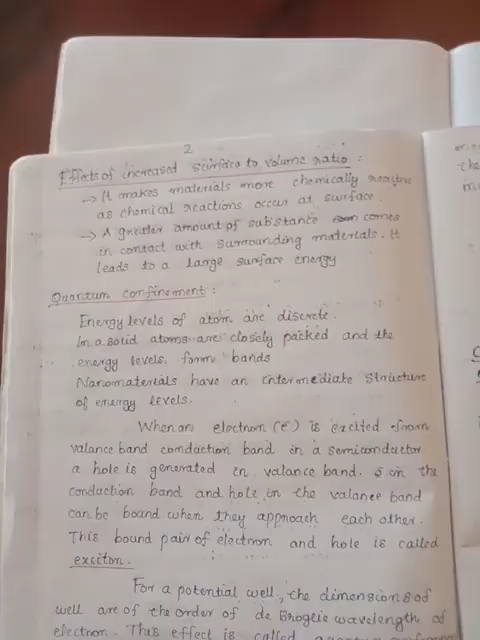 2
Effects of increased surface to volume ratio :
→ It makes materials more chemically reactive
as chemical reactions occur at surface.
→ A greater amount of substance comes
in contact with surrounding materials. It
leads to a large surface energy
Quantum confinement :
Energy levels of atom are discrete.
In a solid atoms are closely packed and the
energy levels forms bands
Nanomaterials have an intermediate structure
of energy levels.
When an electron (e⁻) is excited from
valance band conduction band in a semiconductor
a hole is generated in valance band. in the
conduction band and hole in the valance band
can be bound when they approach each other.
This bound pair of electron and hole is called
exciton.
For a potential well, the dimensions of
well are of the order of de Brogeie wavelength of
electron. This effect is called
the